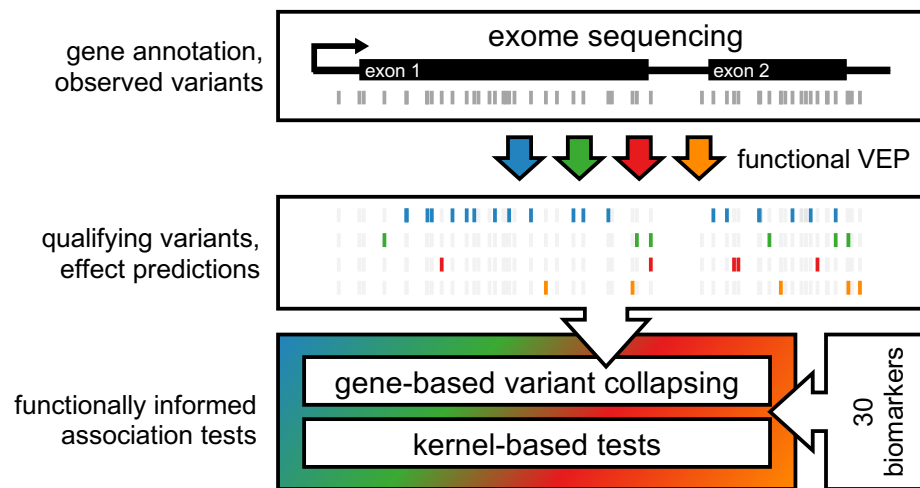 gene annotation,
observed variants
exome sequencing
exon 1
exon 2
functional VEP
qualifying variants,
effect predictions
functionally informed
association tests
gene-based variant collapsing
kernel-based tests
30
biomarkers